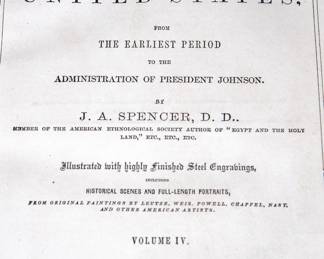 UNITED STATES,
FROM
THE EARLIEST PERIOD
TO THE
ADMINISTRATION OF PRESIDENT JOHNSON.
BY
J. A. SPENCER, D. D..
MEMBER OF THE AMERICAN ETHNOLOGICAL SOCIETY AUTHOR OF "EGYPT AND THE HOLY
LAND," ETC., ETC., ETC.
Illustrated with highly Finished Steel Engravings,
INCLUDING
HISTORICAL SCENES AND FULL-LENGTH PORTRAITS,
FROM ORIGINAL PAINTINGS BY LEUTZE, WEIR, POWELL, CHAPPEL, NAST,
AND OTHER AMERICAN ARTISTS.
VOLUME IV.